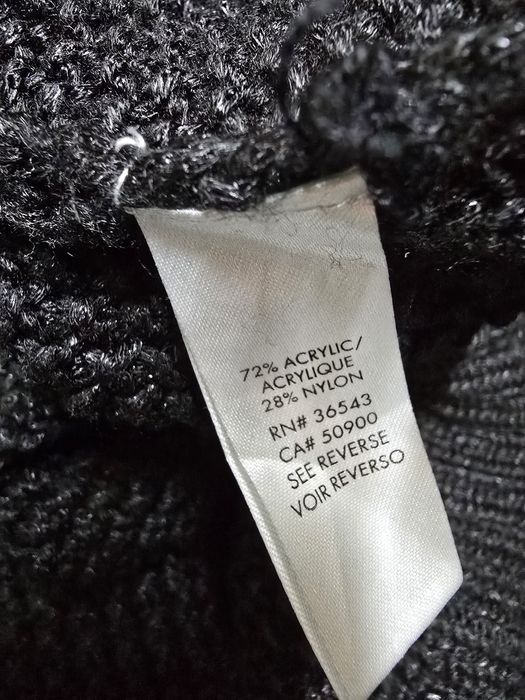 72% ACRYLIC/
ACRYLIQUE
28% NYLON
RN# 36543
CA# 50900
SEE REVERSE
VOIR REVERSO